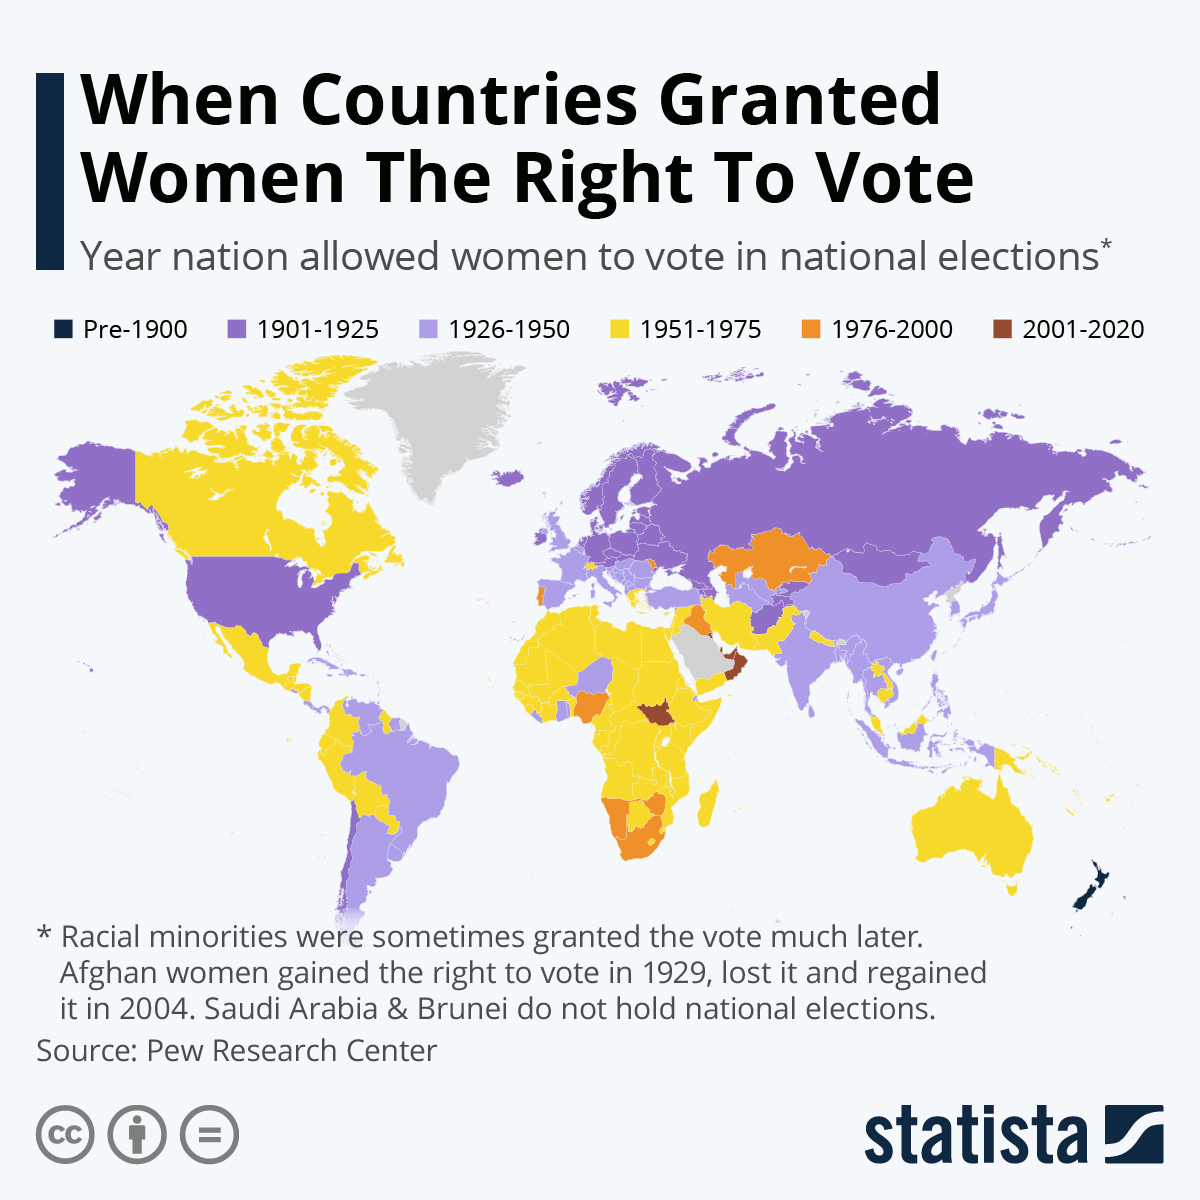 When Countries Granted
Women The Right To Vote
Year nation allowed women to vote in national elections*
Pre-1900 1901-1925 1926-1950 1951-1975 1976-2000 2001-2020
* Racial minorities were sometimes granted the vote much later.
Afghan women gained the right to vote in 1929, lost it and regained
it in 2004. Saudi Arabia & Brunei do not hold national elections.
Source: Pew Research Center
cc =
statista